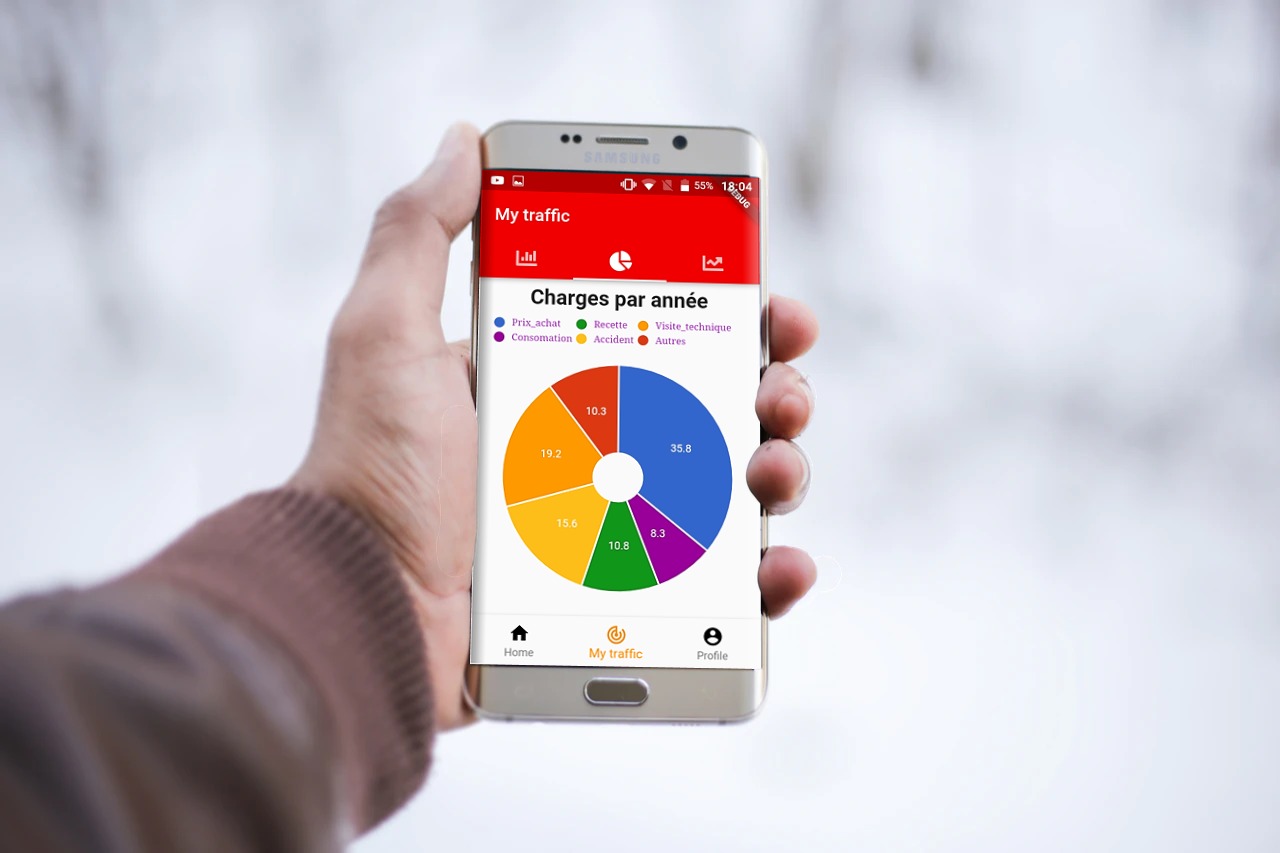 SAMSUNG
55% 18:04
DEBUG
My traffic
Charges par année
Prix_achat Recette Visite_technique
Consomation Accident Autres
10.3
35.8
19.2
15.6
8.3
10.8
Home My traffic Profile